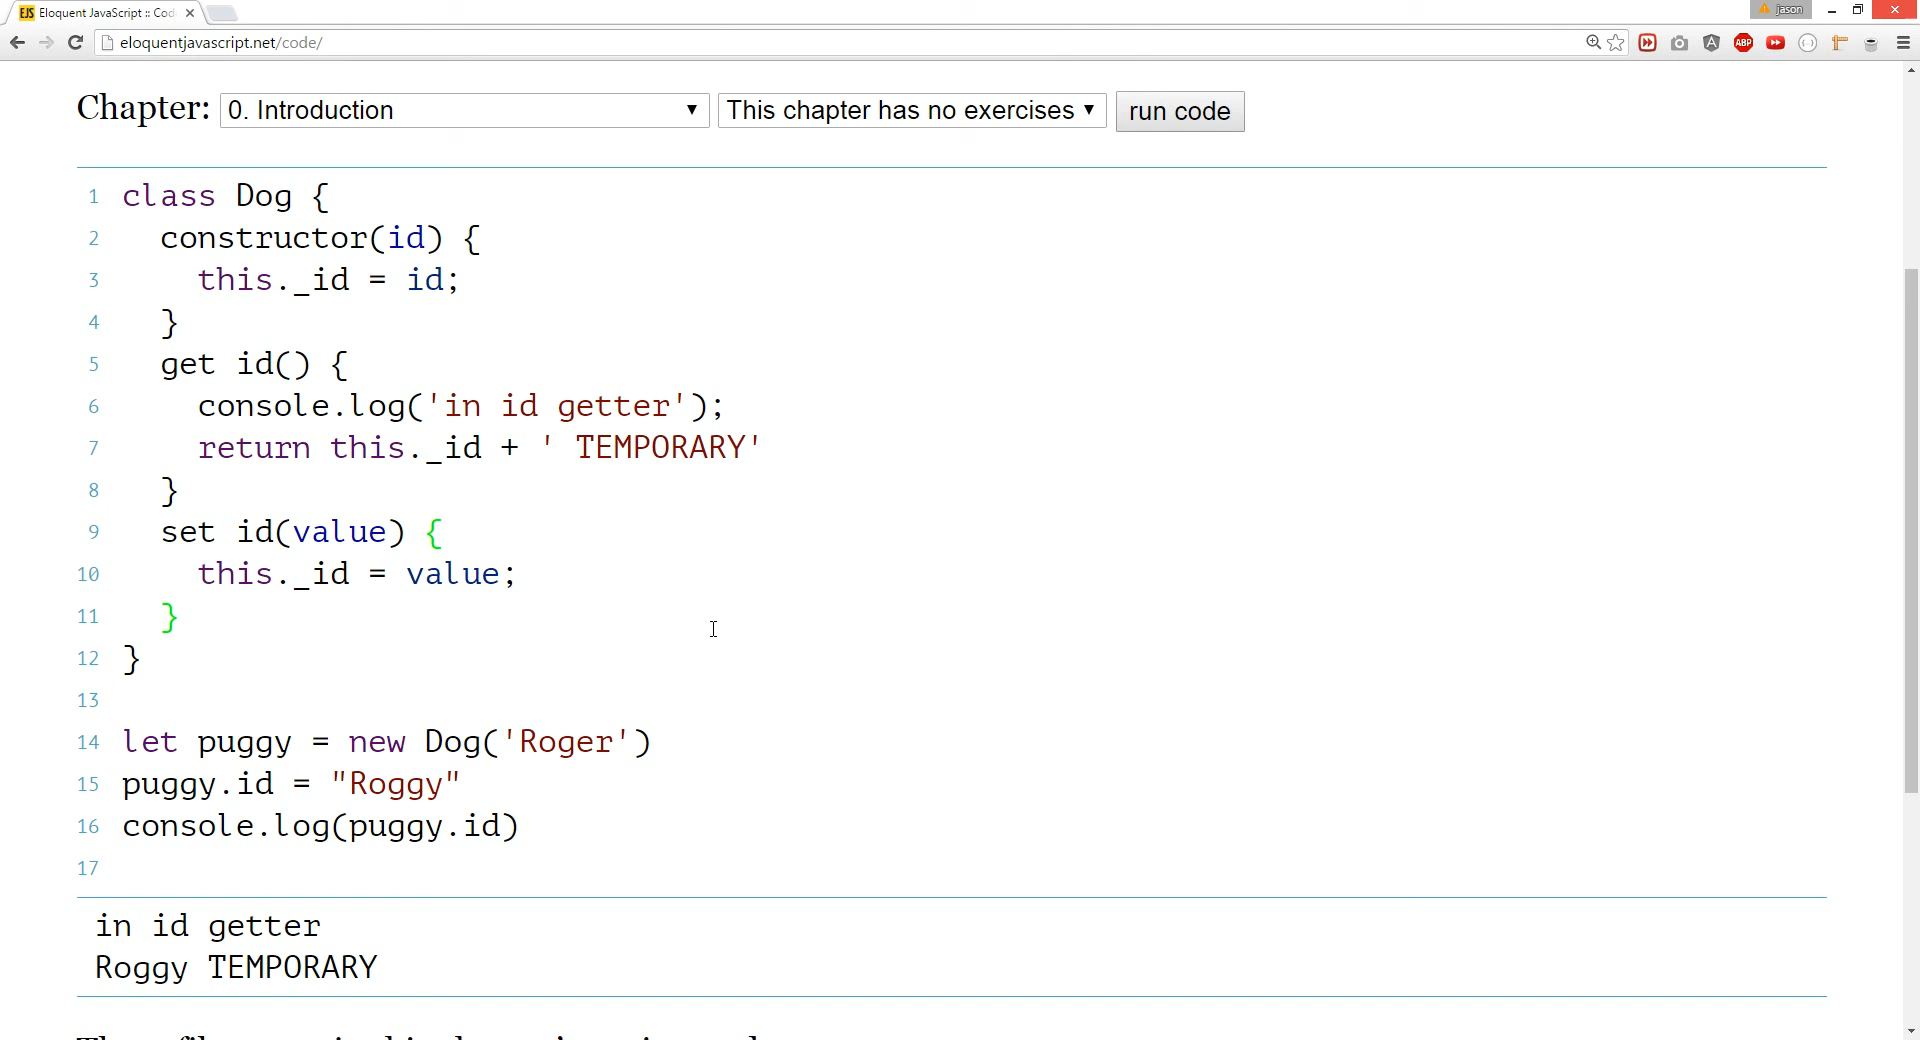 EJS Eloquent JavaScript :: Cod
jason
eloquentjavascript.net/code/
ABP
Chapter: 0. Introduction This chapter has no exercises run code
1 class Dog {
2 constructor(id) {
3 this._id = id;
4 }
5 get id() {
6 console.log('in id getter');
7 return this._id + ' TEMPORARY'
8 }
9 set id(value) {
10 this._id = value;
11 }
12 }
13
14 let puggy = new Dog('Roger')
15 puggy.id = "Roggy"
16 console.log(puggy.id)
17
in id getter
Roggy TEMPORARY